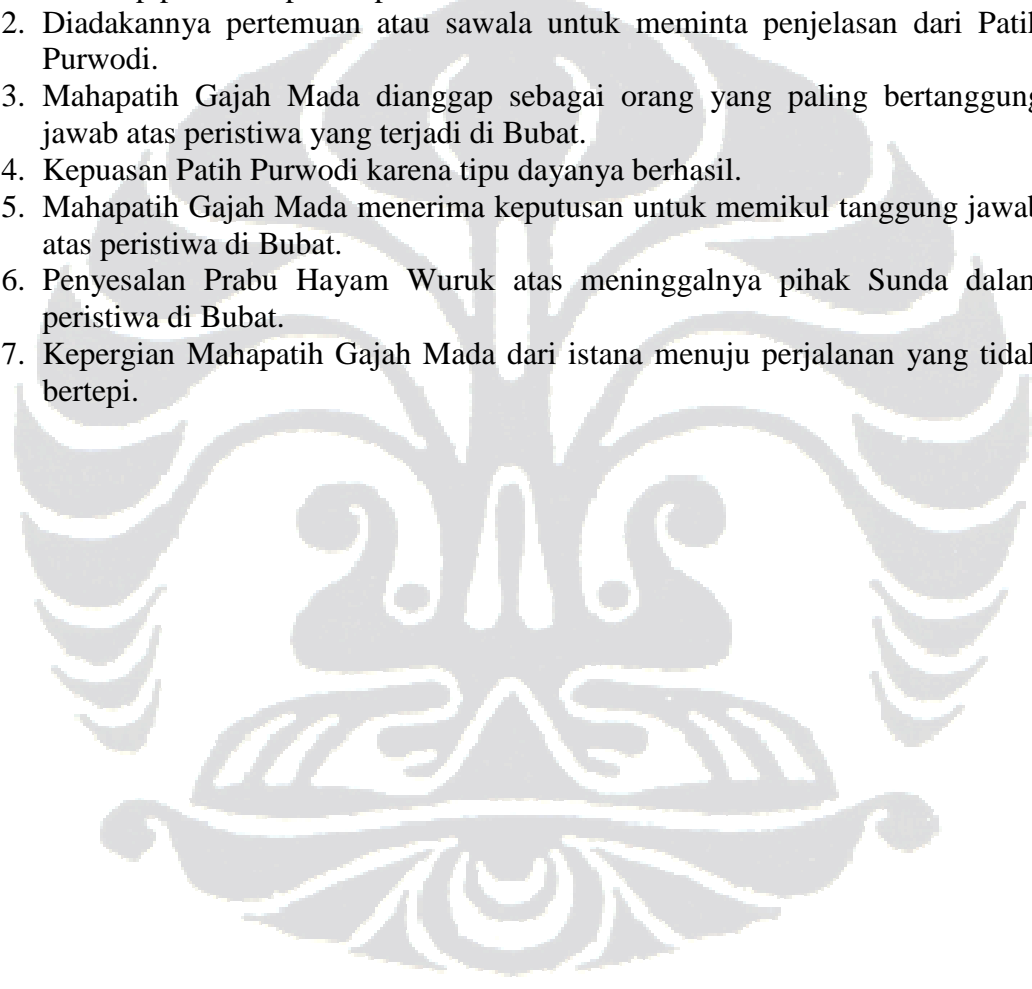 2. Diadakannya pertemuan atau sawala untuk meminta penjelasan dari Patih
Purwodi.
3. Mahapatih Gajah Mada dianggap sebagai orang yang paling bertanggung
jawab atas peristiwa yang terjadi di Bubat.
4. Kepuasan Patih Purwodi karena tipu dayanya berhasil.
5. Mahapatih Gajah Mada menerima keputusan untuk memikul tanggung jawab
atas peristiwa di Bubat.
6. Penyesalan Prabu Hayam Wuruk atas meninggalnya pihak Sunda dalam
peristiwa di Bubat.
7. Kepergian Mahapatih Gajah Mada dari istana menuju perjalanan yang tidak
bertepi.